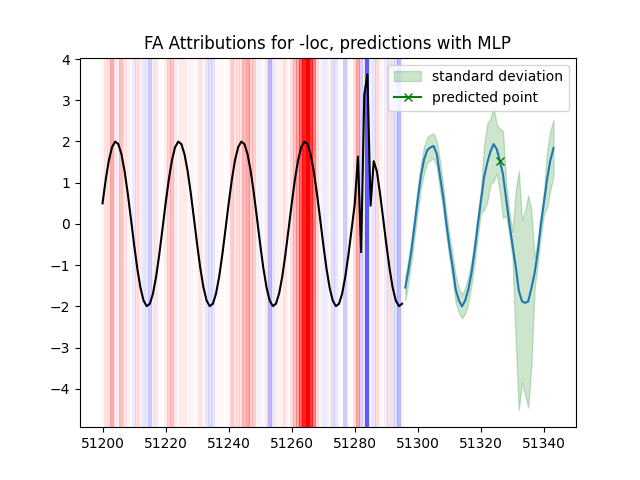 FA Attributions for -loc, predictions with MLP
standard deviation
predicted point
4
3
2
1
0
−1
−2
−3
−4
51200 51220 51240 51260 51280 51300 51320 51340